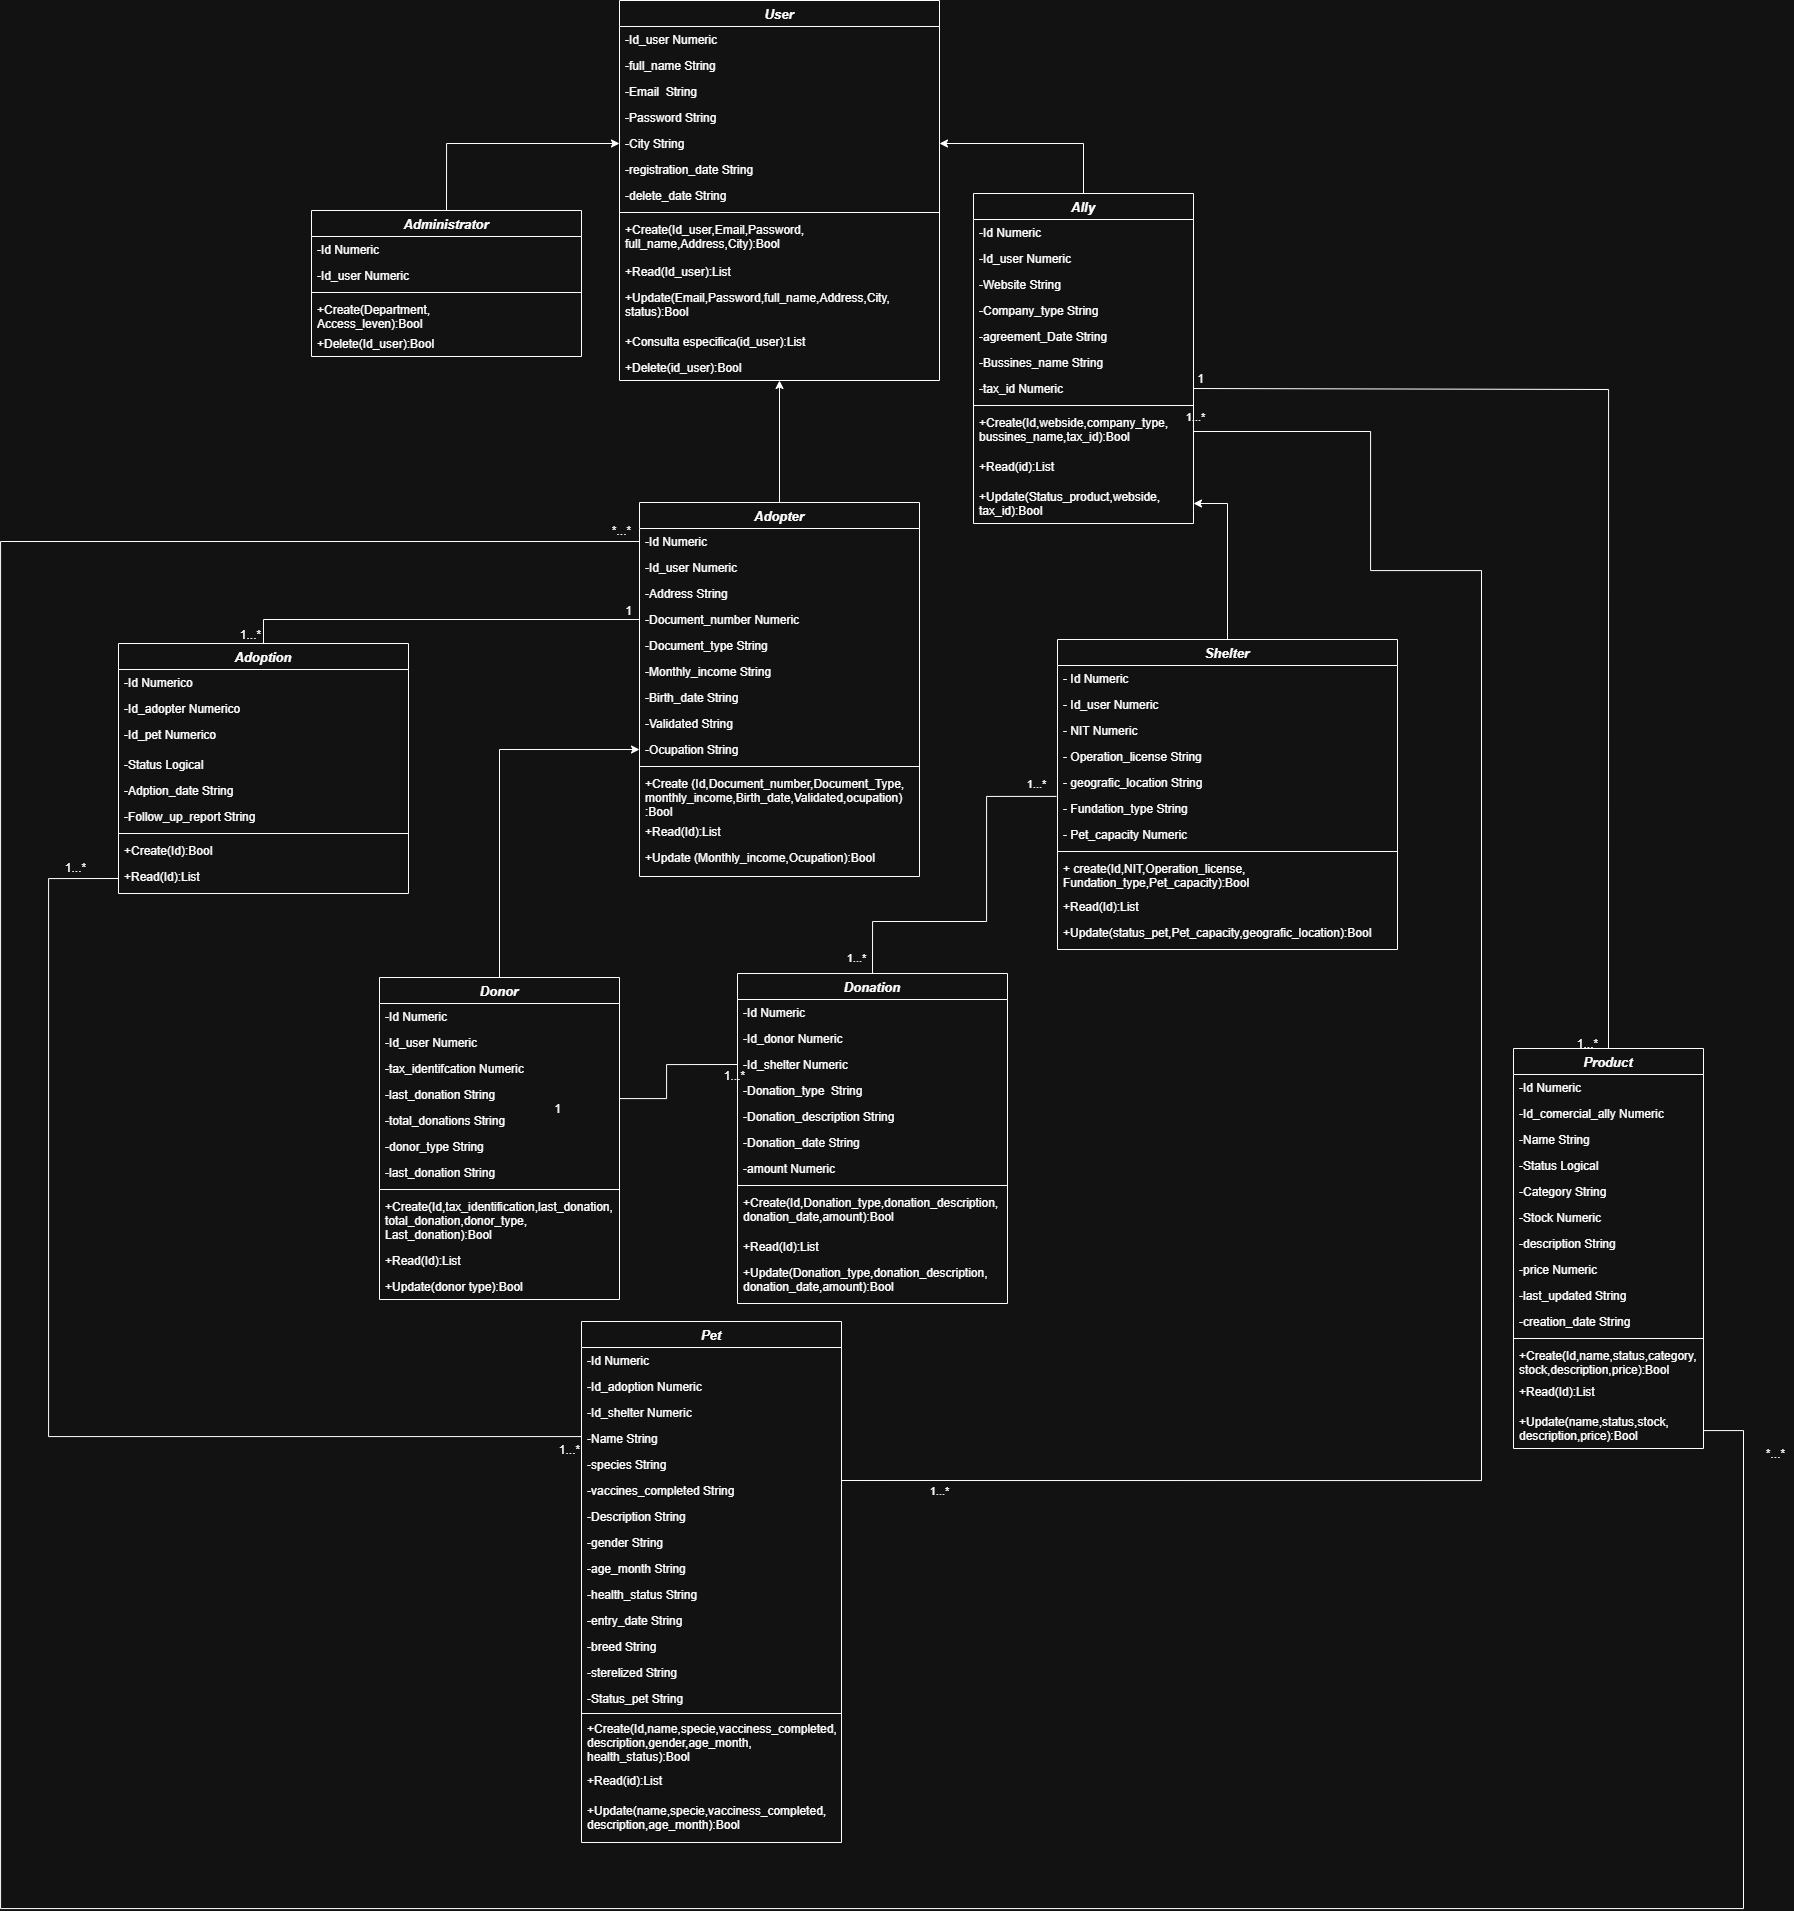 User
-Id_user Numeric
-full_name String
-Email  String
-Password String
-City String
-registration_date String
-delete_date String
+Create(Id_user,Email,Password,
full_name,Address,City):Bool
+Read(Id_user):List
+Update(Email,Password,full_name,Address,City,
status):Bool
+Consulta especifica(id_user):List
+Delete(id_user):Bool
Administrator
-Id Numeric
-Id_user Numeric
+Create(Department,
Access_leven):Bool
+Delete(Id_user):Bool
Ally
-Id Numeric
-Id_user Numeric
-Website String
-Company_type String
-agreement_Date String
-Bussines_name String
-tax_id Numeric
+Create(Id,webside,company_type,
bussines_name,tax_id):Bool
+Read(id):List
+Update(Status_product,webside,
tax_id):Bool
1
1...*
Adopter
-Id Numeric
-Id_user Numeric
-Address String
-Document_number Numeric
-Document_type String
-Monthly_income String
-Birth_date String
-Validated String
-Ocupation String
+Create (Id,Document_number,Document_Type,
monthly_income,Birth_date,Validated,ocupation)
:Bool
+Read(Id):List
+Update (Monthly_income,Ocupation):Bool
*...*
1
1...*
Adoption
-Id Numerico
-Id_adopter Numerico
-Id_pet Numerico
-Status Logical
-Adption_date String
-Follow_up_report String
+Create(Id):Bool
+Read(Id):List
1...*
Shelter
- Id Numeric
- Id_user Numeric
- NIT Numeric
- Operation_license String
- geografic_location String
- Fundation_type String
- Pet_capacity Numeric
+ create(Id,NIT,Operation_license,
Fundation_type,Pet_capacity):Bool
+Read(Id):List
+Update(status_pet,Pet_capacity,geografic_location):Bool
1...*
1...*
Donor
-Id Numeric
-Id_user Numeric
-tax_identifcation Numeric
-last_donation String
1
-total_donations String
-donor_type String
-last_donation String
+Create(Id,tax_identification,last_donation,
total_donation,donor_type,
Last_donation):Bool
+Read(Id):List
+Update(donor type):Bool
Donation
-Id Numeric
-Id_donor Numeric
-Id_shelter Numeric
1...*
-Donation_type  String
-Donation_description String
-Donation_date String
-amount Numeric
+Create(Id,Donation_type,donation_description,
donation_date,amount):Bool
+Read(Id):List
+Update(Donation_type,donation_description,
donation_date,amount):Bool
1...*
Product
-Id Numeric
-Id_comercial_ally Numeric
-Name String
-Status Logical
-Category String
-Stock Numeric
-description String
-price Numeric
-last_updated String
-creation_date String
+Create(Id,name,status,category,
stock,description,price):Bool
+Read(Id):List
+Update(name,status,stock,
description,price):Bool
*...*
Pet
-Id Numeric
-Id_adoption Numeric
-Id_shelter Numeric
-Name String
1...*
-species String
-vaccines_completed String
1...*
-Description String
-gender String
-age_month String
-health_status String
-entry_date String
-breed String
-sterelized String
-Status_pet String
+Create(Id,name,specie,vacciness_completed,
description,gender,age_month,
health_status):Bool
+Read(id):List
+Update(name,specie,vacciness_completed,
description,age_month):Bool